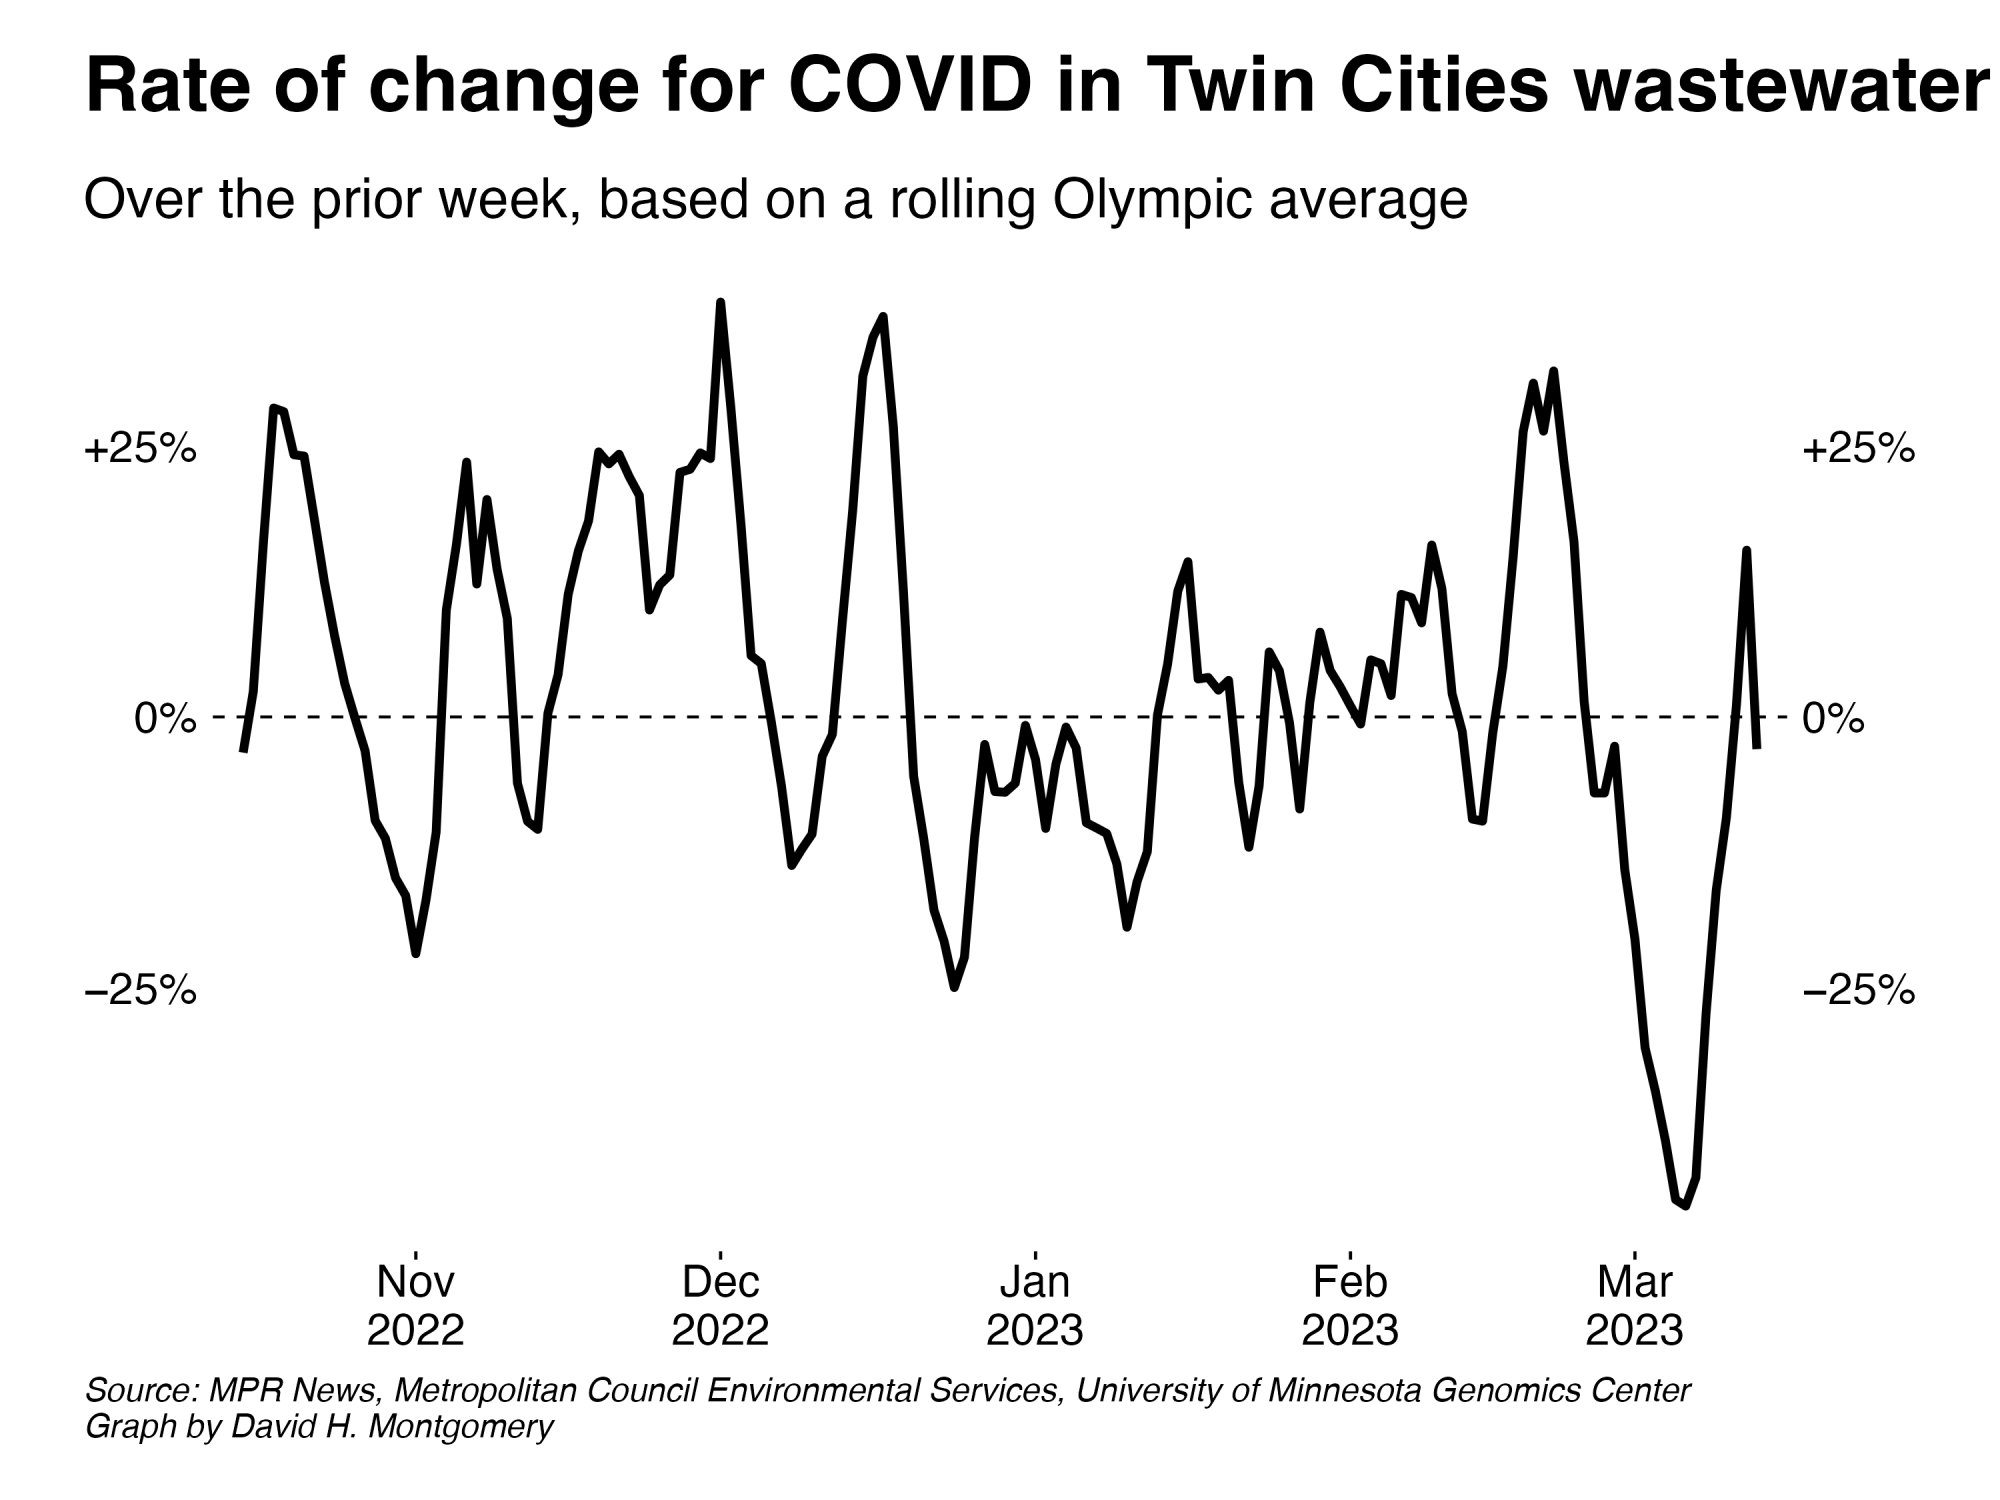 Rate of change for COVID in Twin Cities wastewater
Over the prior week, based on a rolling Olympic average
+25% +25%
0% 0%
−25% −25%
Nov Dec Jan Feb Mar
2022 2022 2023 2023 2023
Source: MPR News, Metropolitan Council Environmental Services, University of Minnesota Genomics Center
Graph by David H. Montgomery